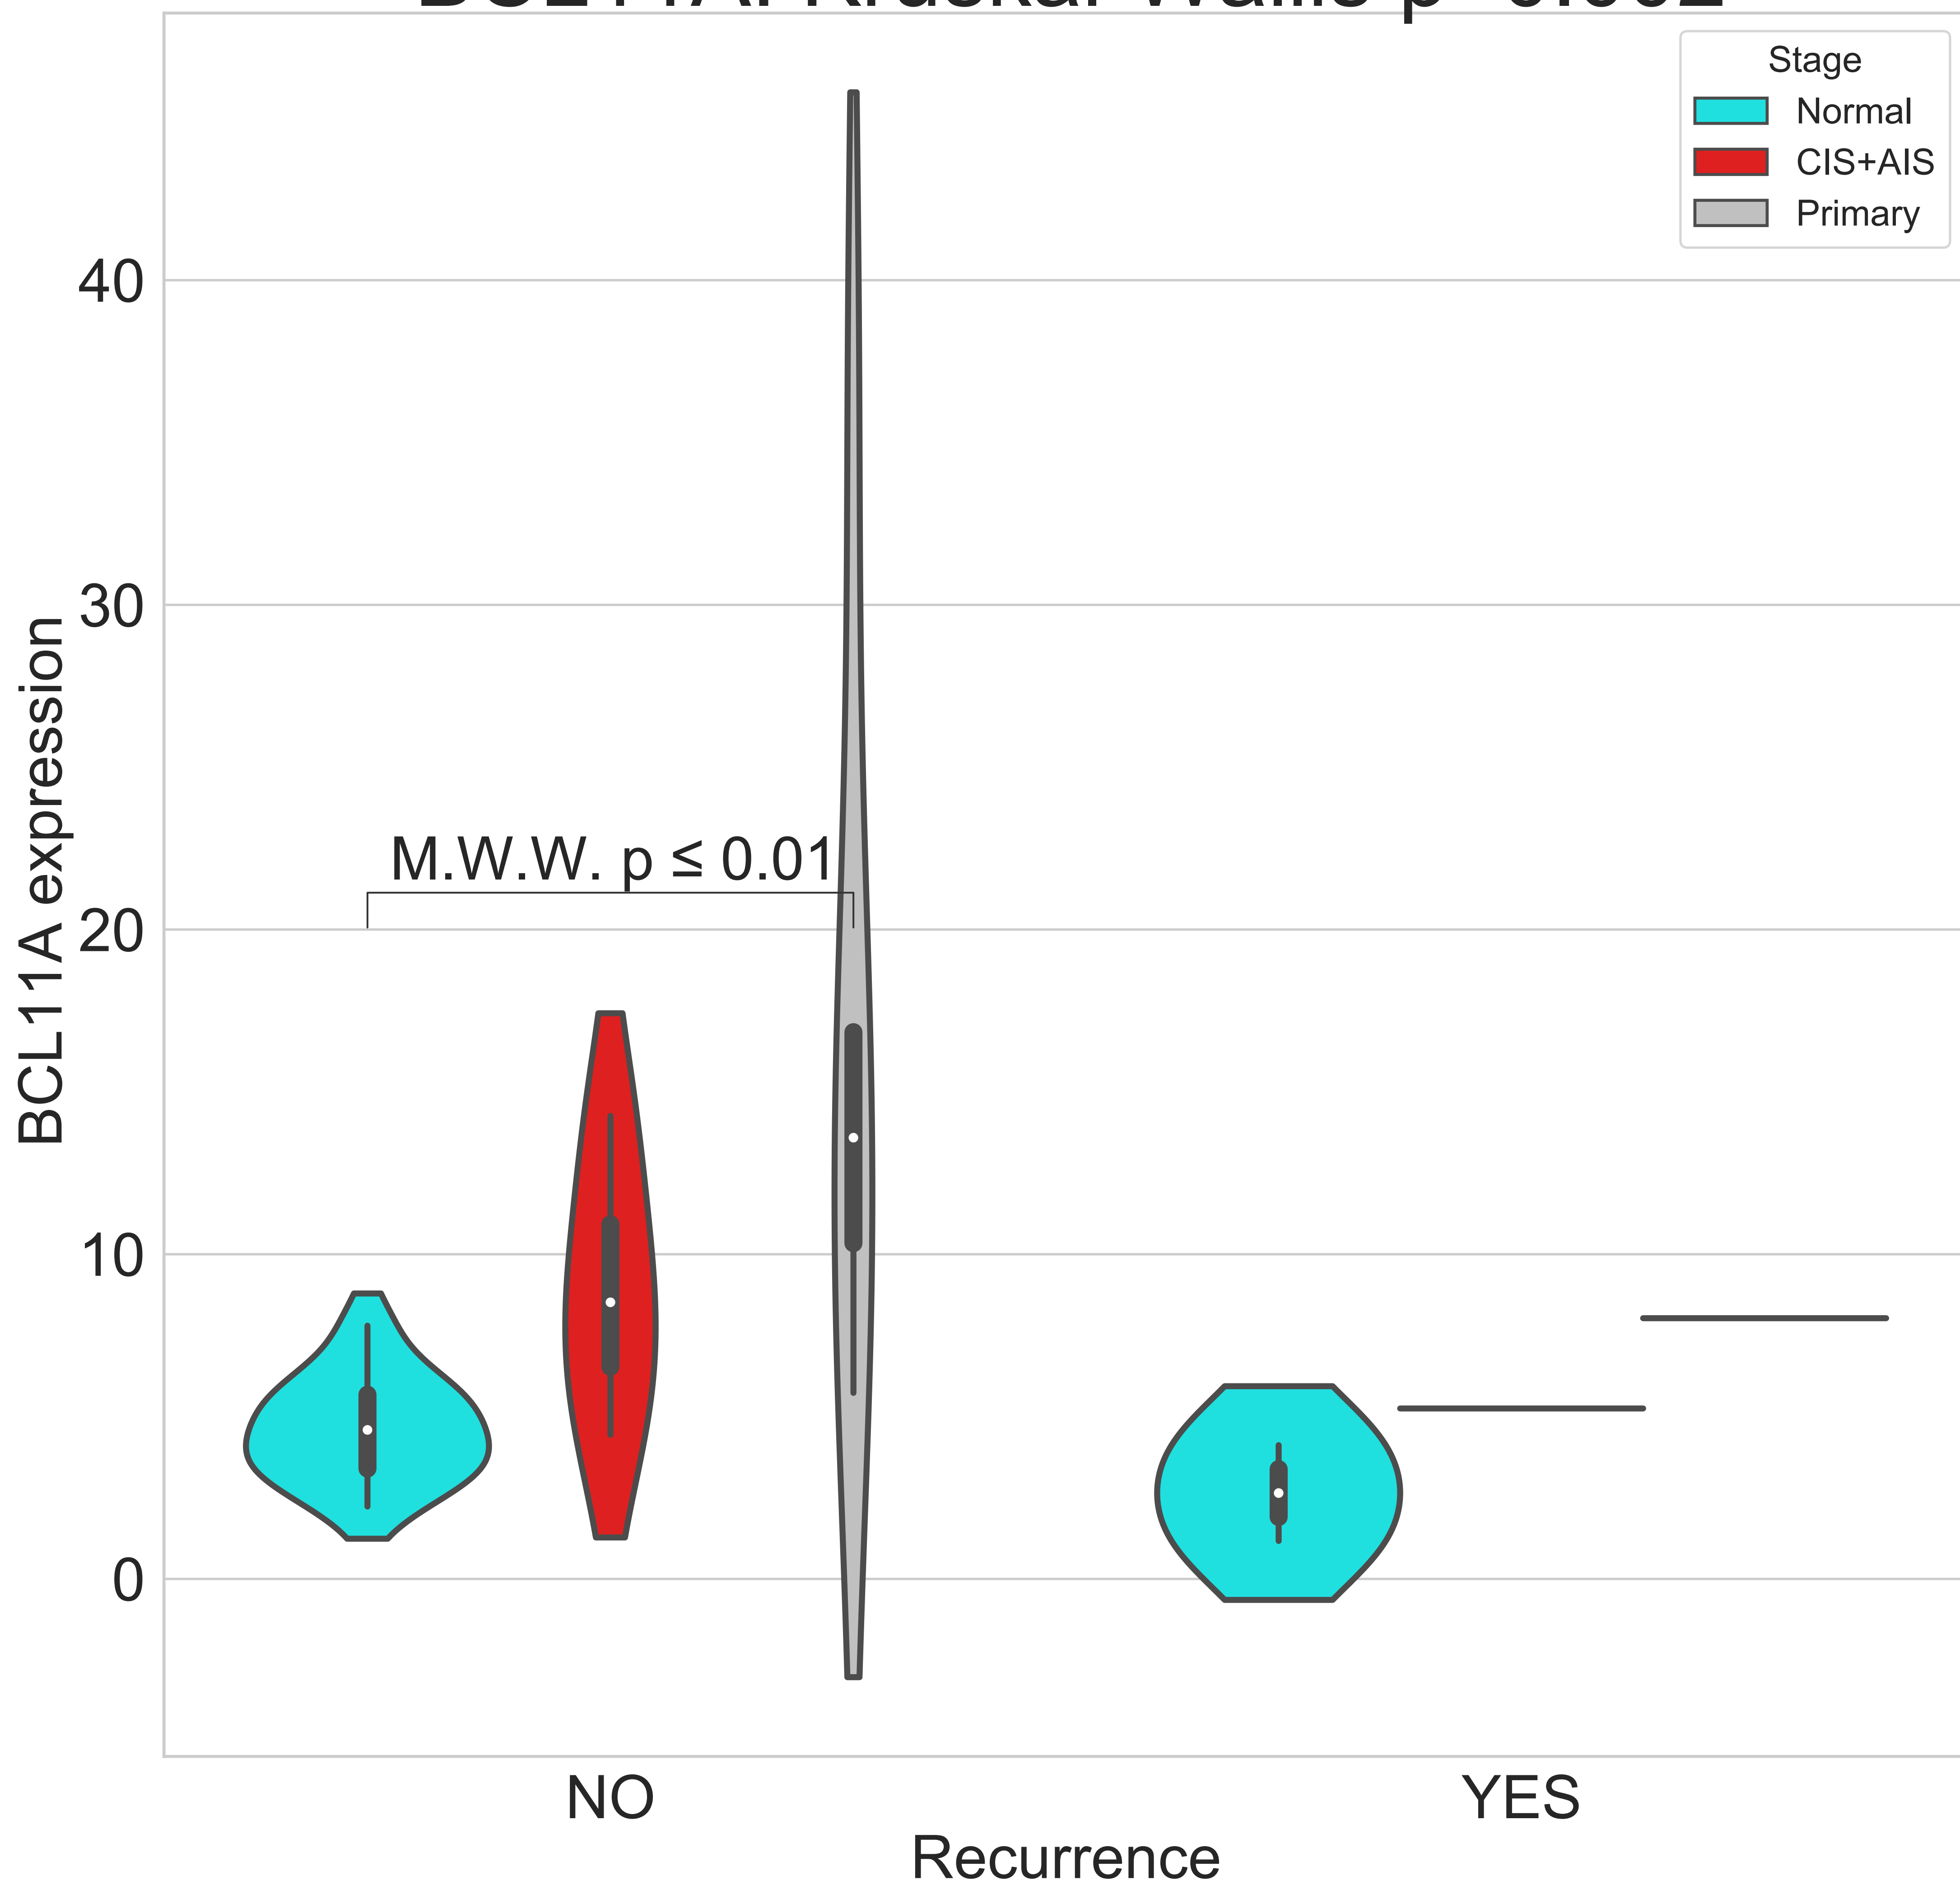 Stage
Normal
CIS+AIS
Primary
40
30
20
10
0
BCL11A expression
M.W.W. p ≤ 0.01
NO
YES
Recurrence